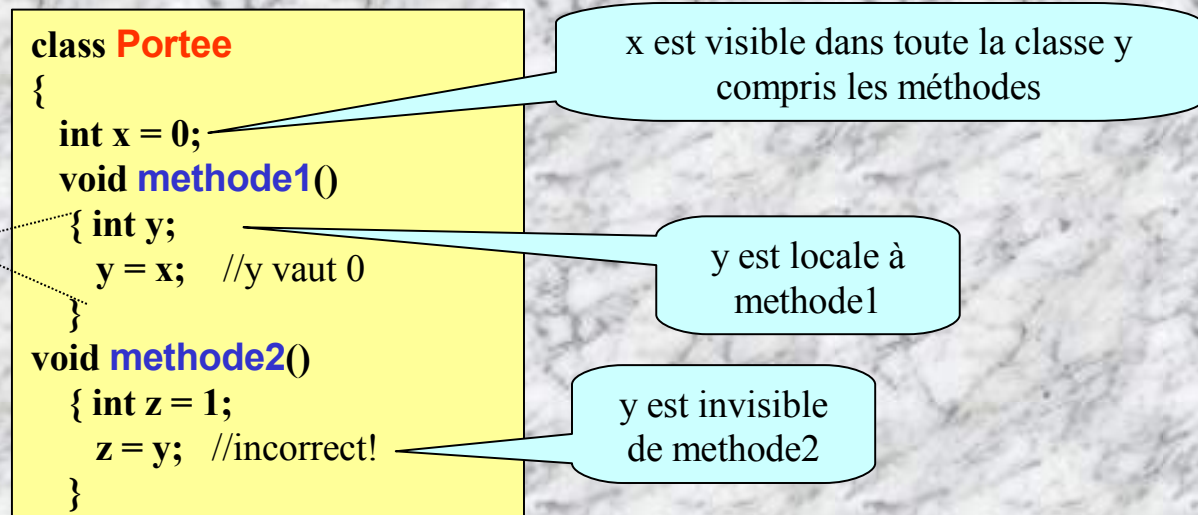 class Portee
{
int x = 0;
void methode1()
{ int y;
y = x; //y vaut 0
}
void methode2()
{ int z = 1;
z = y; //incorrect!
}
x est visible dans toute la classe y
compris les méthodes
y est locale à
methode1
y est invisible
de methode2